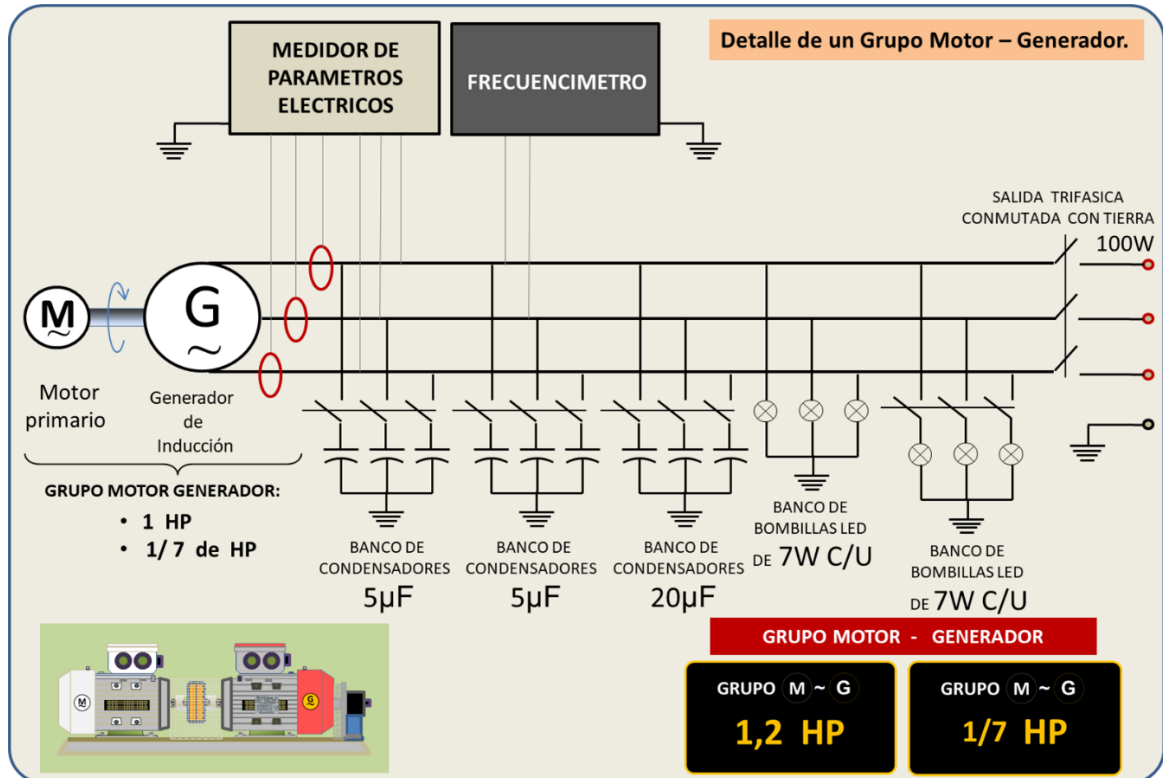 Detalle de un Grupo Motor – Generador.
MEDIDOR DE
PARAMETROS
ELECTRICOS
FRECUENCIMETRO
SALIDA TRIFASICA
CONMUTADA CON TIERRA
100W
M
~
G
~
Motor
primario
Generador
de
Inducción
GRUPO MOTOR GENERADOR:
• 1 HP
• 1/ 7 de HP
BANCO DE
CONDENSADORES
5µF
BANCO DE
CONDENSADORES
5µF
BANCO DE
CONDENSADORES
20µF
BANCO DE
BOMBILLAS LED
DE 7W C/U
BANCO DE
BOMBILLAS LED
DE 7W C/U
M
G
GRUPO MOTOR - GENERADOR
GRUPO M ~ G
1,2 HP
GRUPO M ~ G
1/7 HP